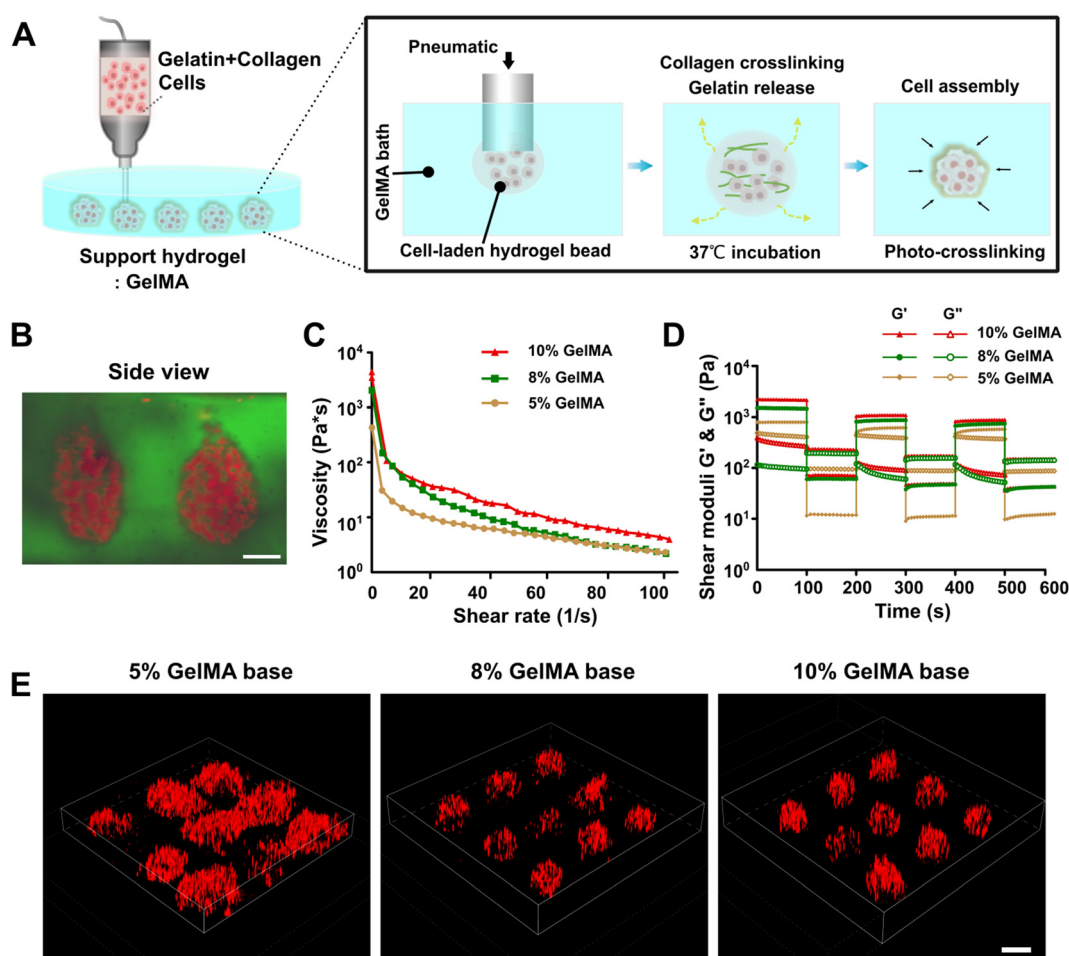 A
Gelatin+Collagen
Cells
Support hydrogel
: GelMA
Pneumatic
GelMA bath
Cell-laden hydrogel bead
Collagen crosslinking
Gelatin release
37℃ incubation
Cell assembly
Photo-crosslinking
B
Side view
C
Viscosity (Pa*s)
10⁴
10³
10²
10¹
10⁰
0
20
40
60
80
100
Shear rate (1/s)
10% GelMA
8% GelMA
5% GelMA
D
G' G"
10% GelMA
8% GelMA
5% GelMA
Shear moduli G' & G" (Pa)
10⁴
10³
10²
10¹
10⁰
0
100
200
300
400
500
600
Time (s)
E
5% GelMA base
8% GelMA base
10% GelMA base